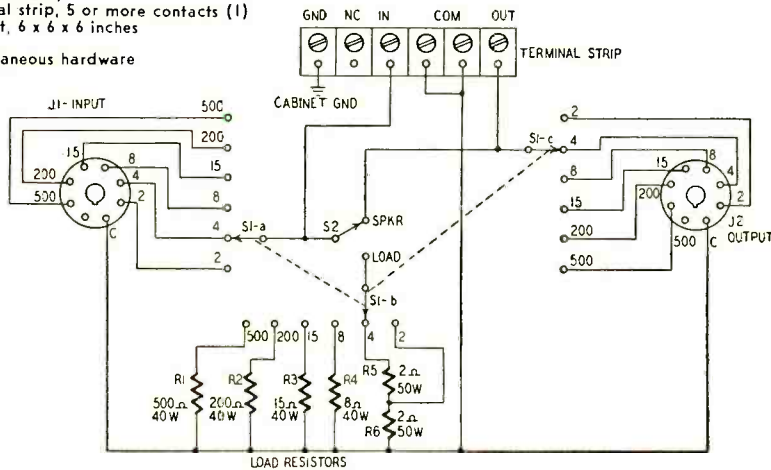 al strip, 5 or more contacts (1)
t, 6 x 6 x 6 inches
aneous hardware
GND NC IN COM OUT
TERMINAL STRIP
CABINET GND
J1-INPUT
500
200
15
8
4
2
15
8
200
4
500
2
C
S1-a
S2
SPKR
LOAD
S1-b
S1-c
2
4
8
15
200
500
15
8
200
4
2
500
C
J2
OUTPUT
500 200 15 8 4 2
R1
500Ω
40W
R2
200Ω
40W
R3
15Ω
40W
R4
8Ω
40W
R5
2Ω
50W
R6
2Ω
50W
LOAD RESISTORS